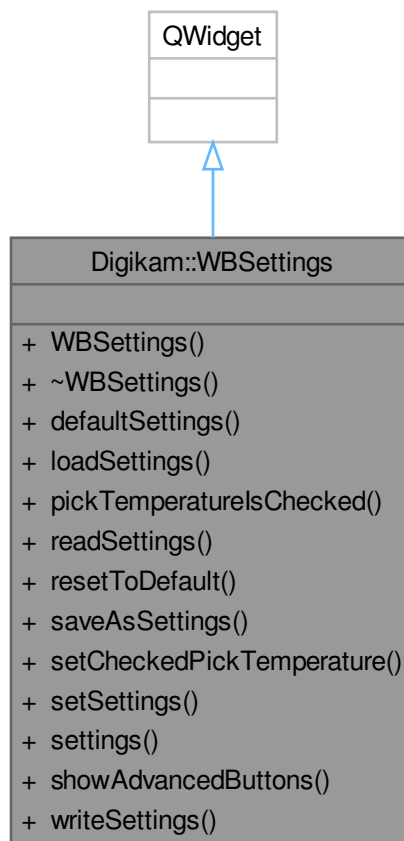 QWidget
Digikam::WBSettings
+ WBSettings()
+ ~WBSettings()
+ defaultSettings()
+ loadSettings()
+ pickTemperatureIsChecked()
+ readSettings()
+ resetToDefault()
+ saveAsSettings()
+ setCheckedPickTemperature()
+ setSettings()
+ settings()
+ showAdvancedButtons()
+ writeSettings()